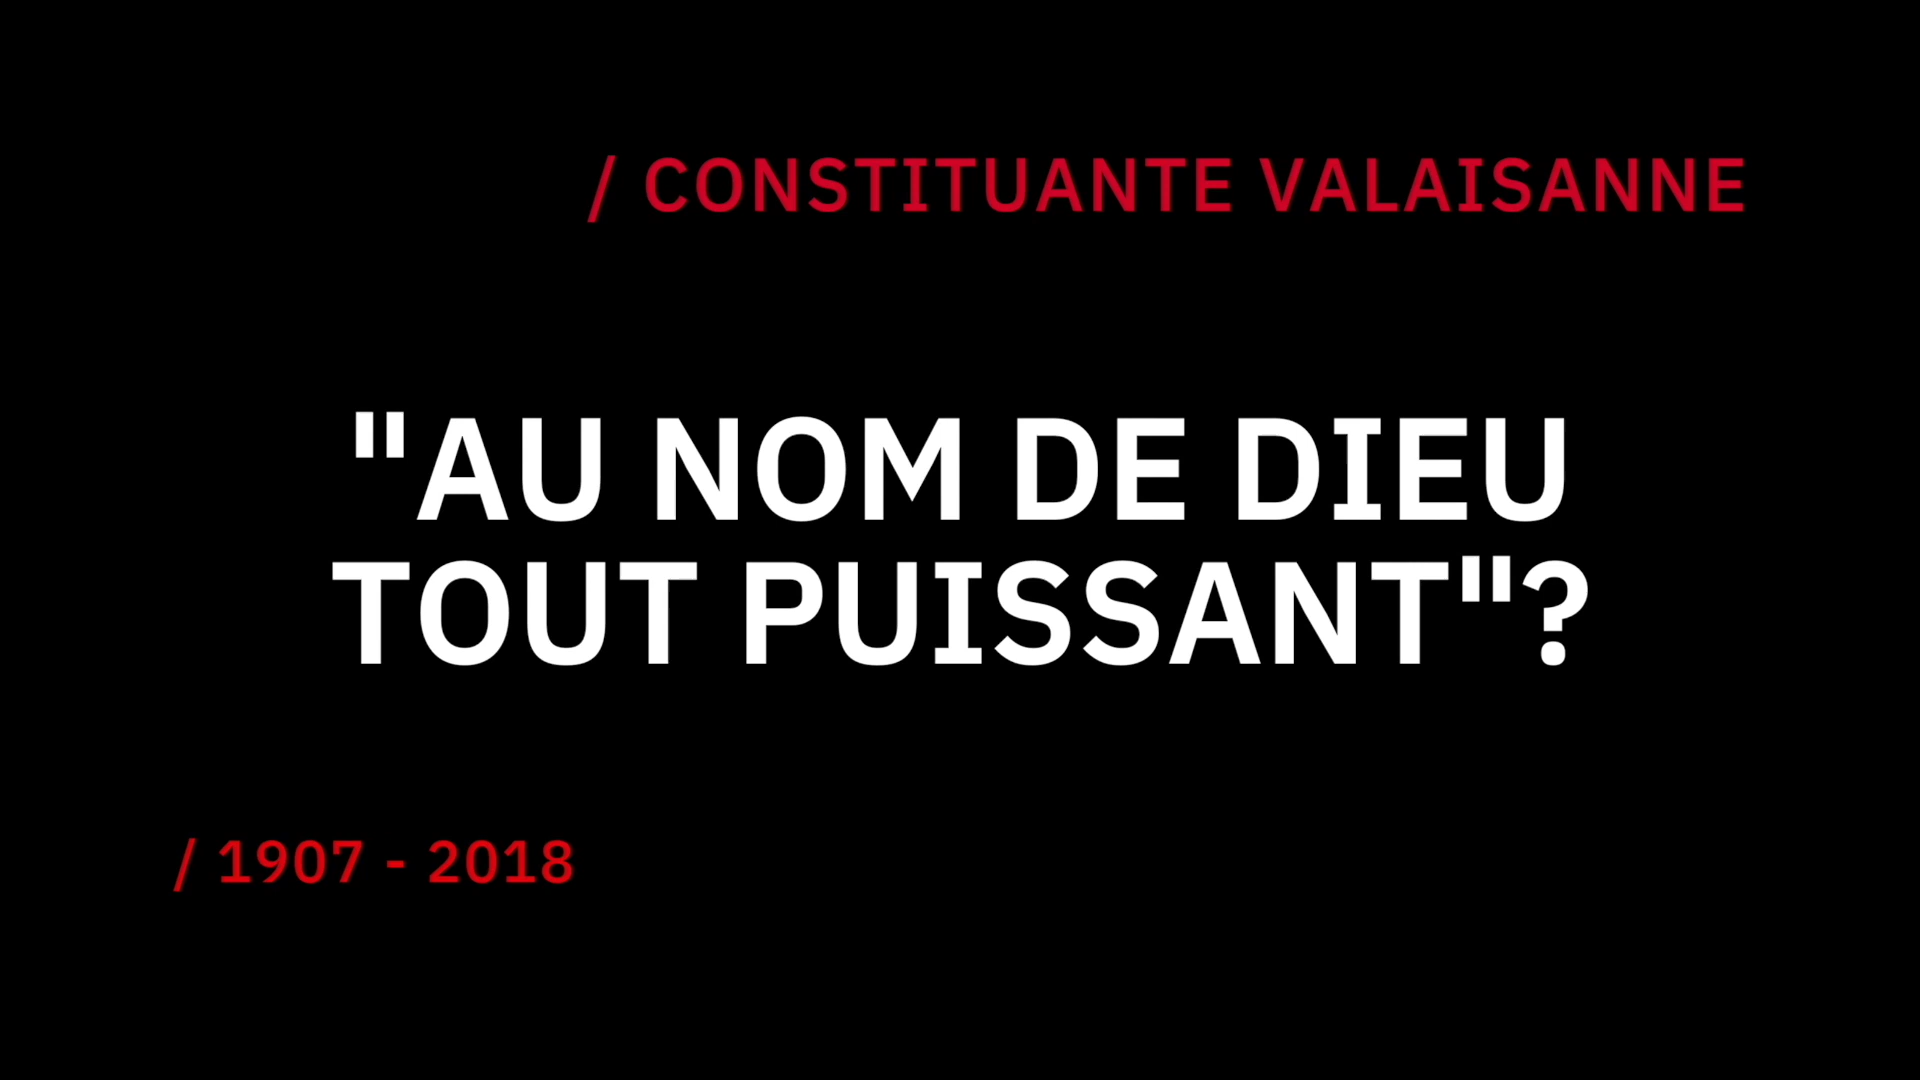 / CONSTITUANTE VALAISANNE
"AU NOM DE DIEU
TOUT PUISSANT"?
/ 1907 - 2018